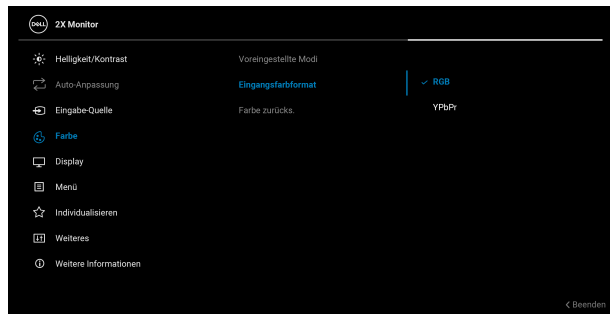 DELL
2X Monitor
Helligkeit/Kontrast
Auto-Anpassung
Eingabe-Quelle
Farbe
Display
Menü
Individualisieren
Weiteres
Weitere Informationen
Voreingestellte Modi
Eingangsfarbformat
Farbe zurücks.
RGB
YPbPr
Beenden